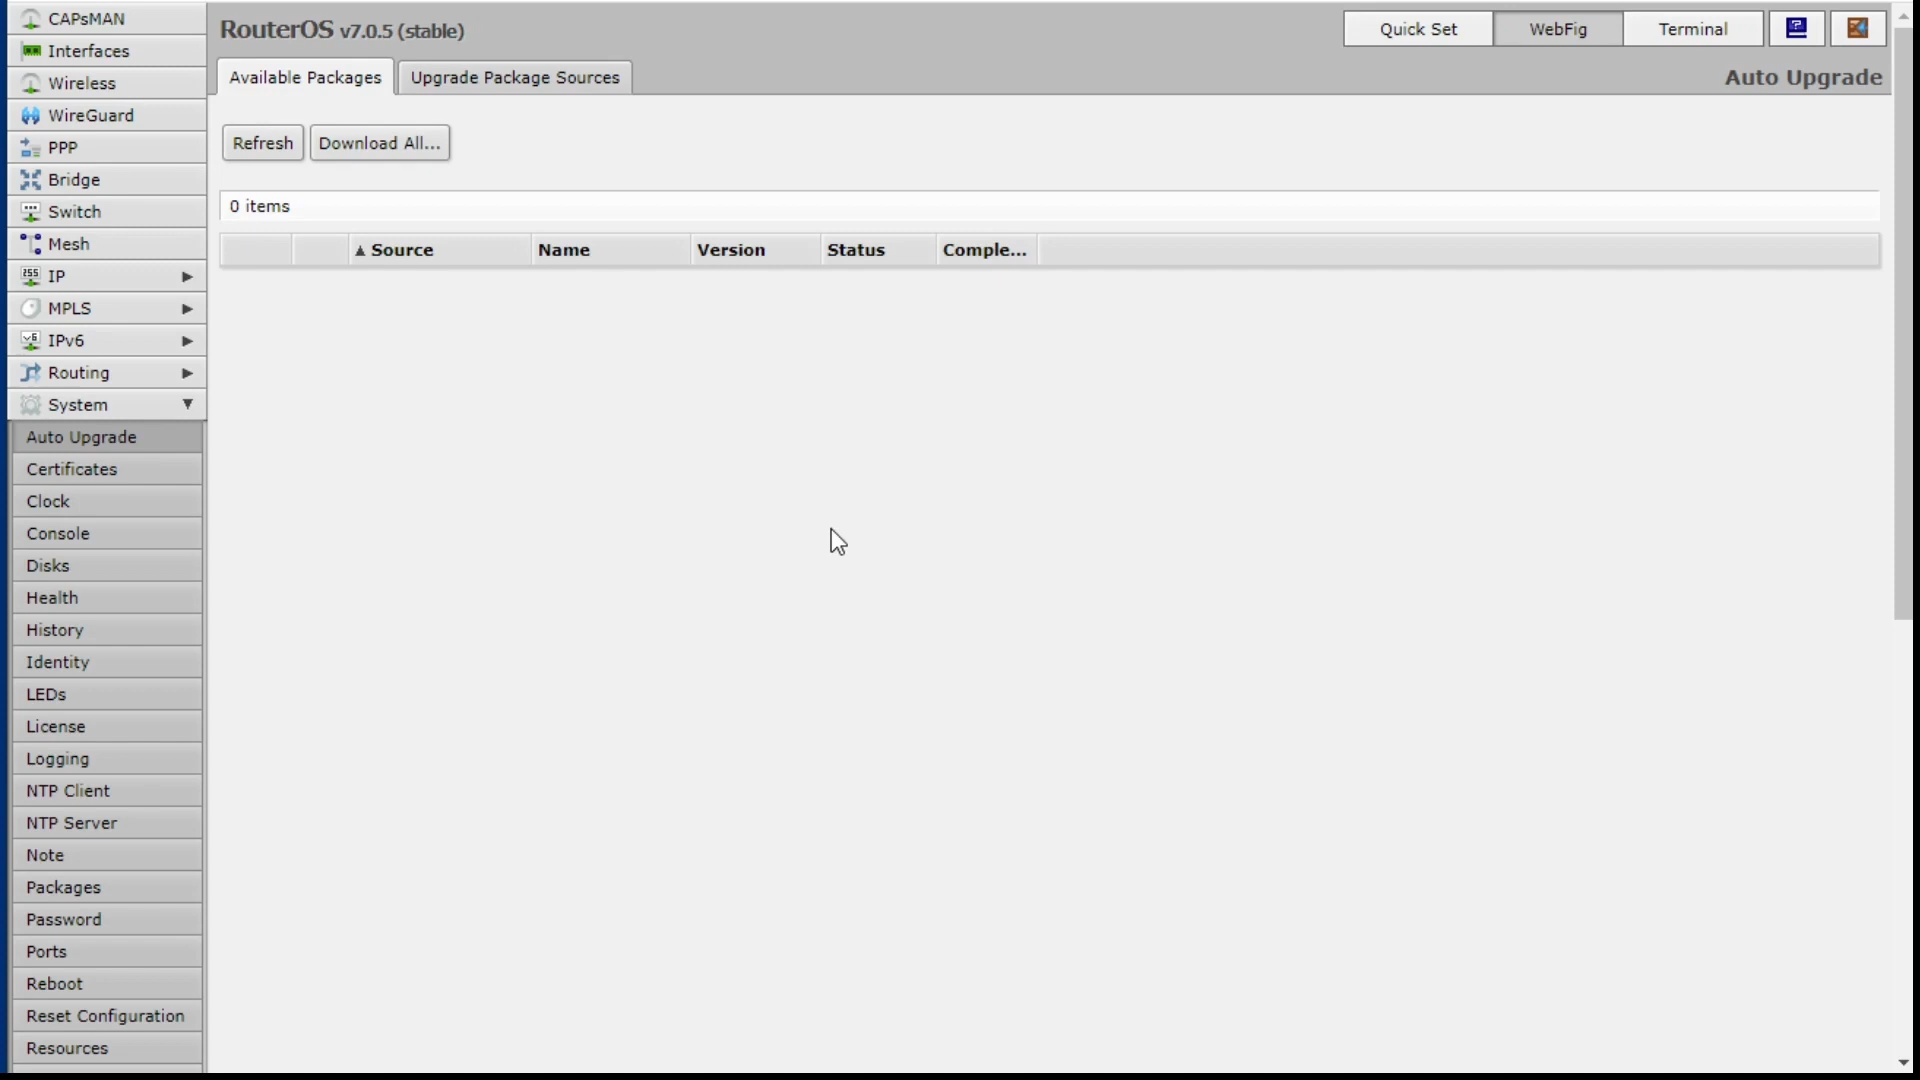 CAPsMAN
Interfaces
Wireless
WireGuard
PPP
Bridge
Switch
Mesh
IP
MPLS
IPv6
Routing
System
Auto Upgrade
Certificates
Clock
Console
Disks
Health
History
Identity
LEDs
License
Logging
NTP Client
NTP Server
Note
Packages
Password
Ports
Reboot
Reset Configuration
Resources
RouterOS v7.0.5 (stable)
Quick Set WebFig Terminal
Available Packages Upgrade Package Sources Auto Upgrade
Refresh Download All...
0 items
Source Name Version Status Comple...